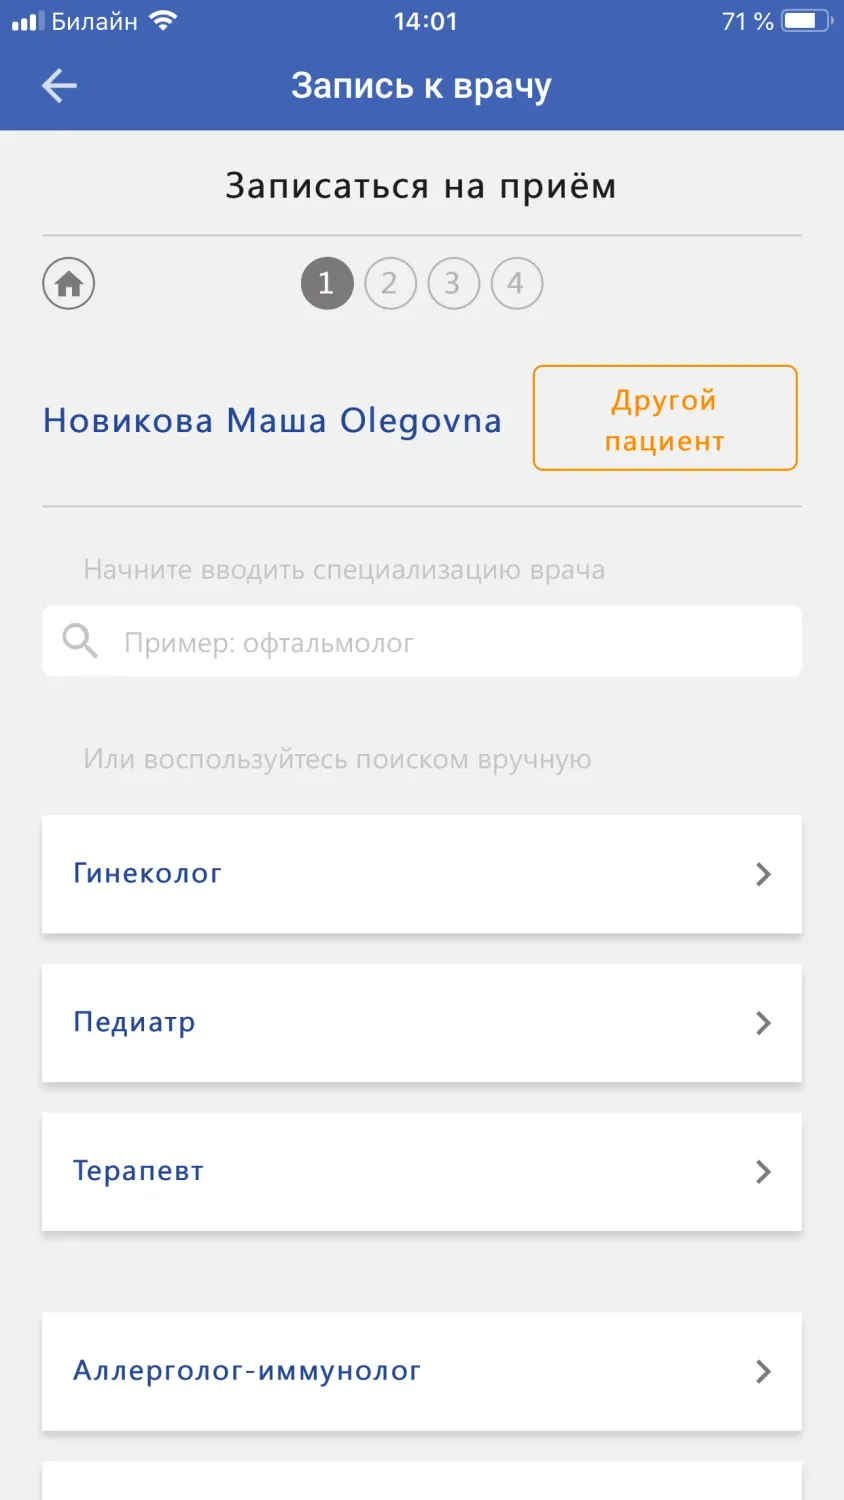 Билайн 14:01 71 %
Запись к врачу
Записаться на приём
1 2 3 4
Новикова Маша Olegovna
Другой
пациент
Начните вводить специализацию врача
Пример: офтальмолог
Или воспользуйтесь поиском вручную
Гинеколог
Педиатр
Терапевт
Аллерголог-иммунолог